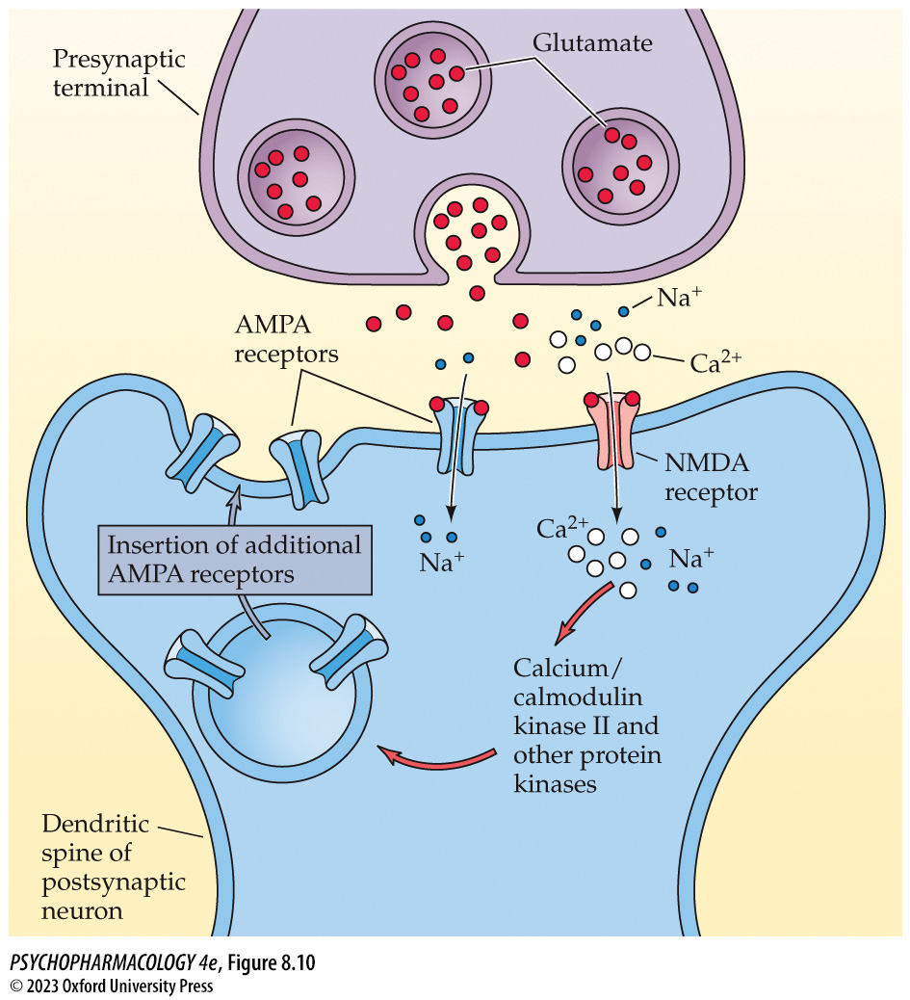 Presynaptic
terminal
Glutamate
Na⁺
Ca²⁺
AMPA
receptors
NMDA
receptor
Insertion of additional
AMPA receptors
Na⁺
Ca²⁺
Na⁺
Calcium/
calmodulin
kinase II and
other protein
kinases
Dendritic
spine of
postsynaptic
neuron
PSYCHOPHARMACOLOGY 4e, Figure 8.10
© 2023 Oxford University Press